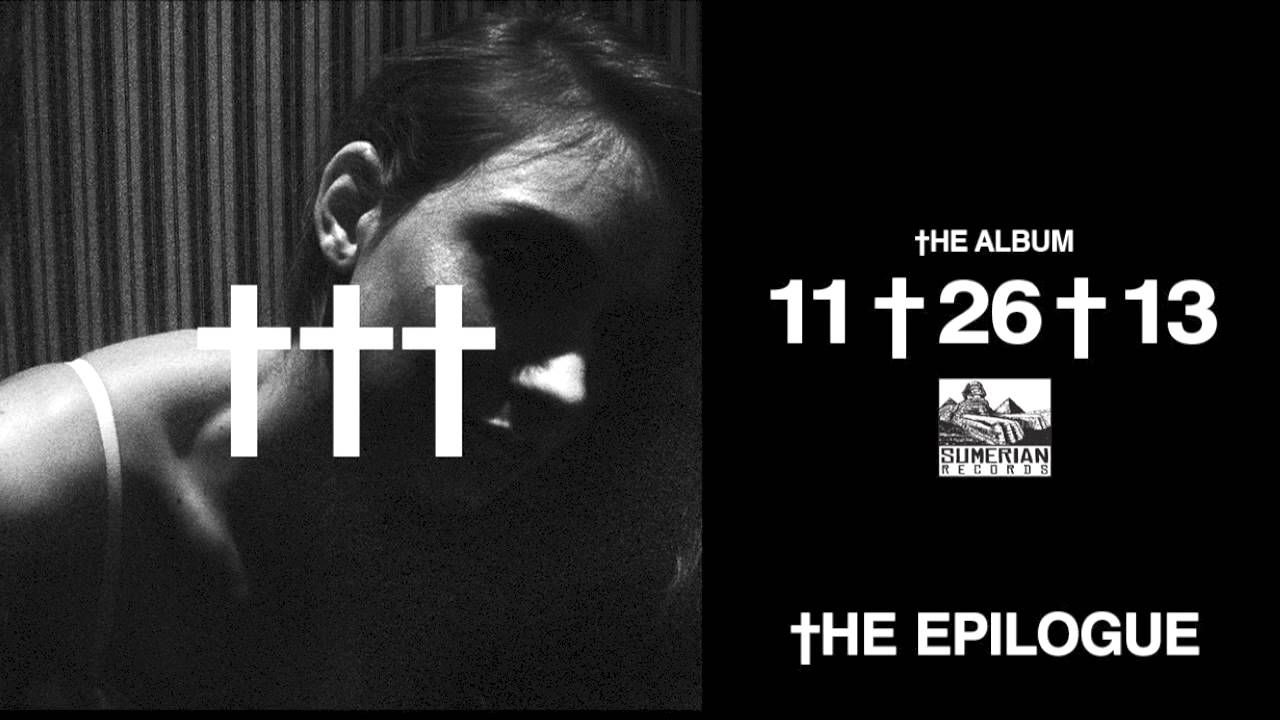 †††
†HE ALBUM
11†26†13
SUMERIAN
RECORDS
†HE EPILOGUE